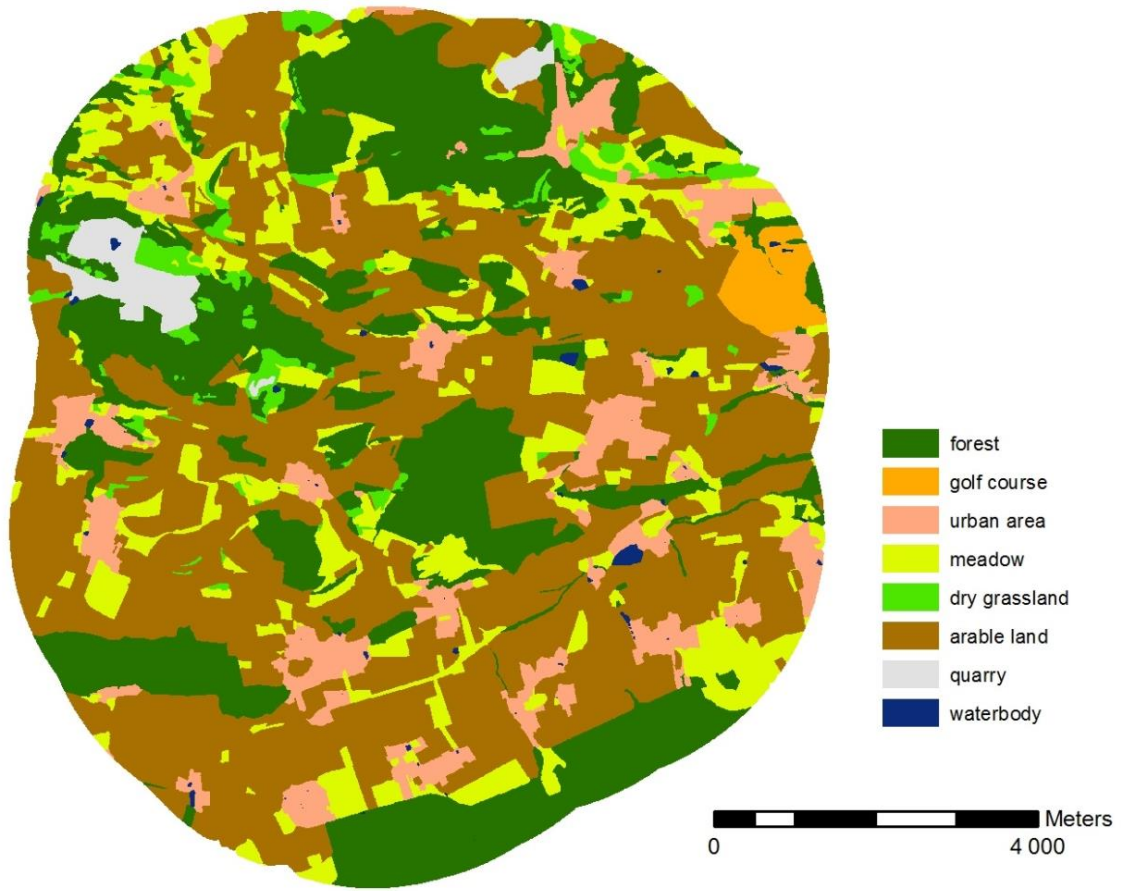 forest
golf course
urban area
meadow
dry grassland
arable land
quarry
waterbody
Meters
0 4 000